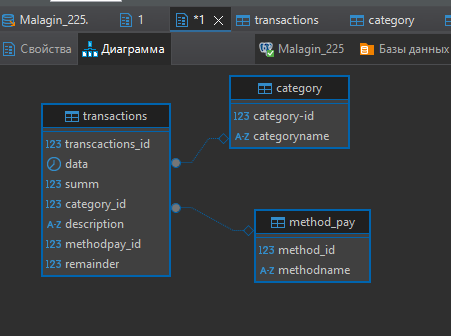 Malagin_225. 1 *1 transactions category
Свойства Диаграмма Malagin_225 Базы данных
category
123 category-id
A-Z categoryname
transactions
123 transcactions_id
data
123 summ
123 category_id
A-Z description
123 methodpay_id
123 remainder
method_pay
123 method_id
A-Z methodname